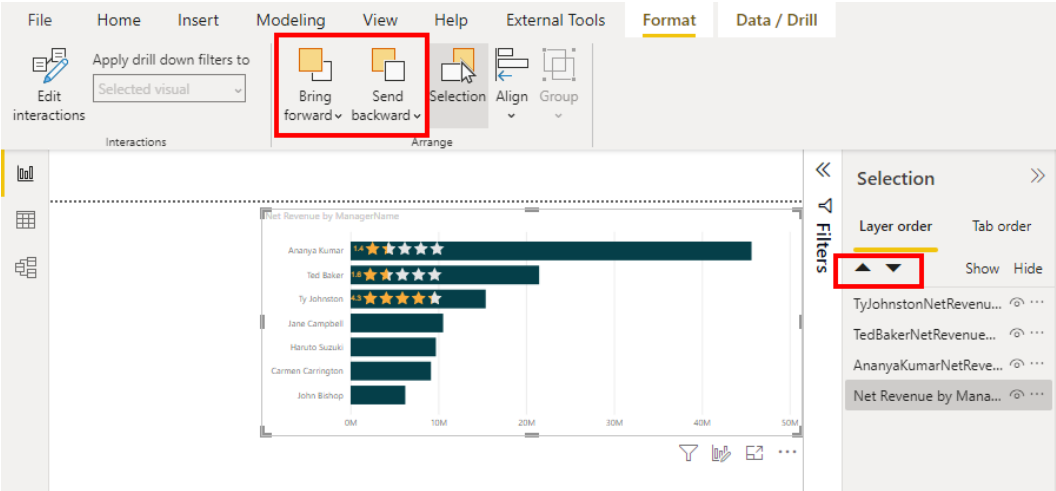 File Home Insert Modeling View Help External Tools Format Data / Drill
Apply drill down filters to
Selected visual
Edit
interactions
Bring
forward
Send
backward
Selection
Align
Group
Interactions
Arrange
Net Revenue by ManagerName
Ananya Kumar 1.4
Ted Baker 1.6
Ty Johnston 4.3
Jane Campbell
Haruto Suzuki
Carmen Carrington
John Bishop
0M 10M 20M 30M 40M 50M
Filters
Selection
Layer order Tab order
Show Hide
TyJohnstonNetRevenu...
TedBakerNetRevenue...
AnanyaKumarNetReve...
Net Revenue by Mana...